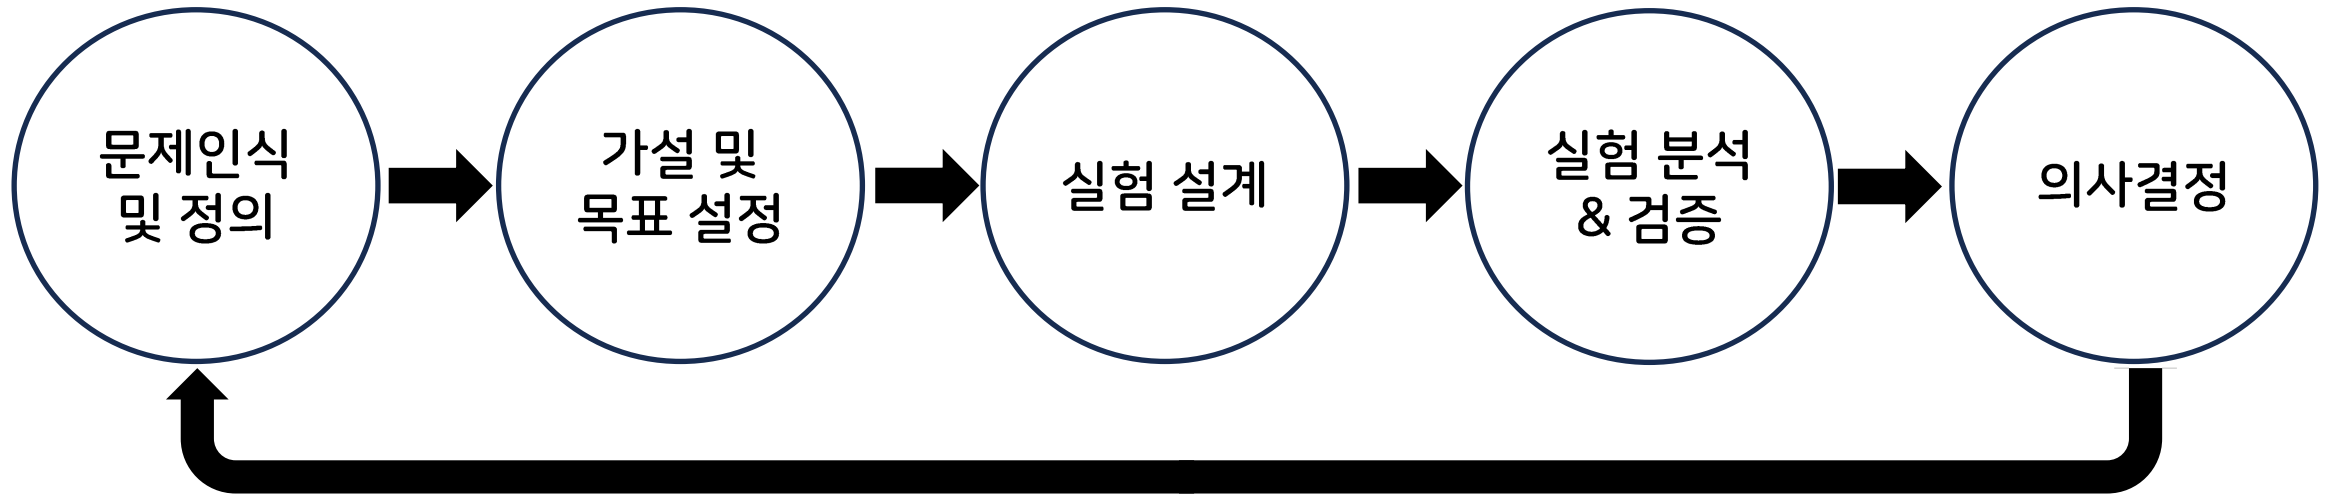 문제인식
및 정의
가설 및
목표 설정
실험 설계
실험 분석
& 검증
의사결정